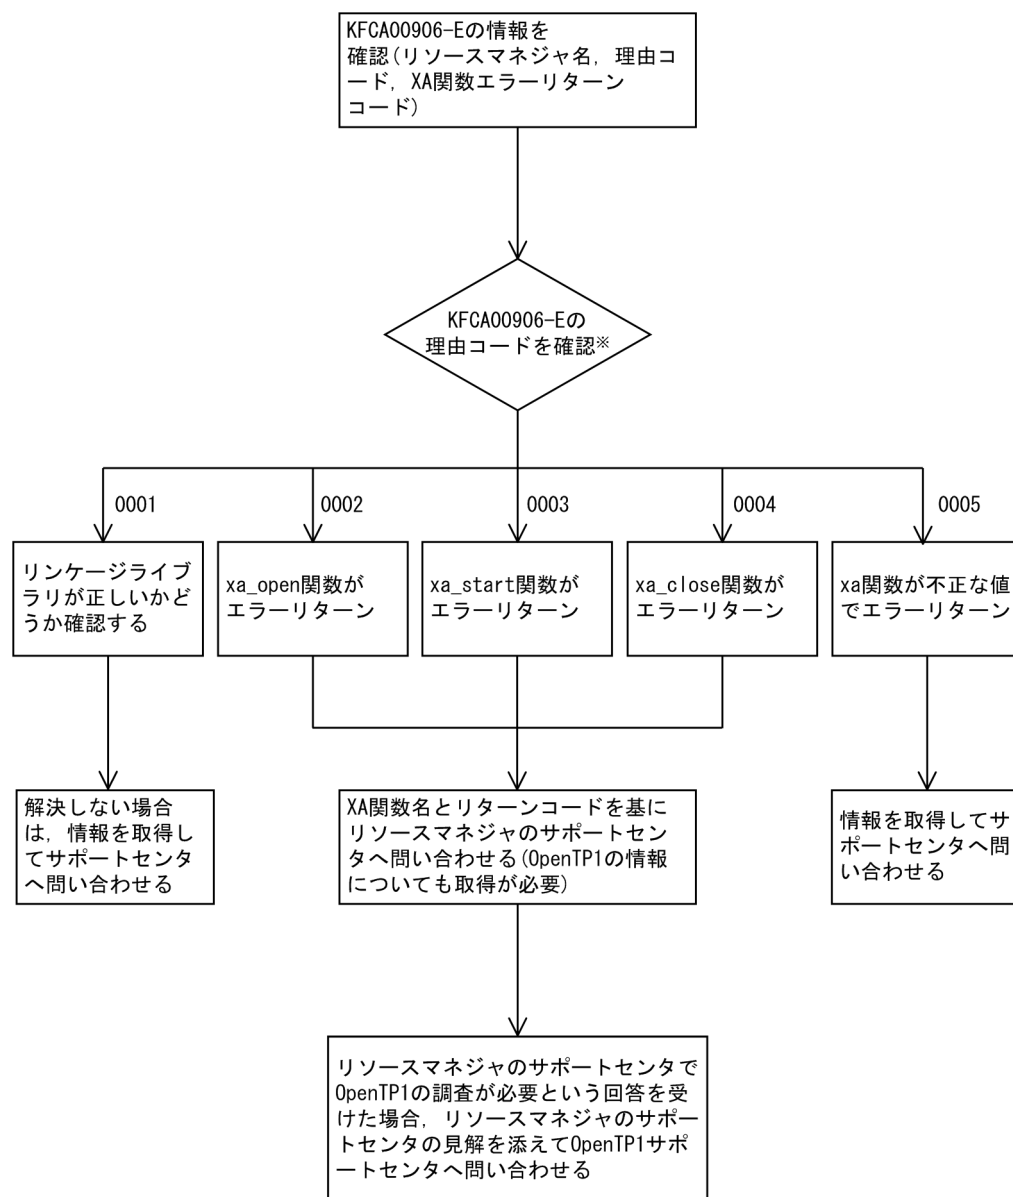 KFCA00906-Eの情報を
確認(リソースマネジャ名, 理由コ
ード, XA関数エラーリターン
コード)
KFCA00906-Eの
理由コードを確認※
0001
0002
0003
0004
0005
リンケージライブ
ラリが正しいかど
うか確認する
xa_open関数が
エラーリターン
xa_start関数が
エラーリターン
xa_close関数が
エラーリターン
xa関数が不正な値
でエラーリターン
解決しない場合
は, 情報を取得し
てサポートセンタ
へ問い合わせる
XA関数名とリターンコードを基に
リソースマネジャのサポートセン
タへ問い合わせる(OpenTP1の情報
についても取得が必要)
情報を取得してサ
ポートセンタへ問
い合わせる
リソースマネジャのサポートセンタで
OpenTP1の調査が必要という回答を受
けた場合, リソースマネジャのサポー
トセンタの見解を添えてOpenTP1サポ
ートセンタへ問い合わせる